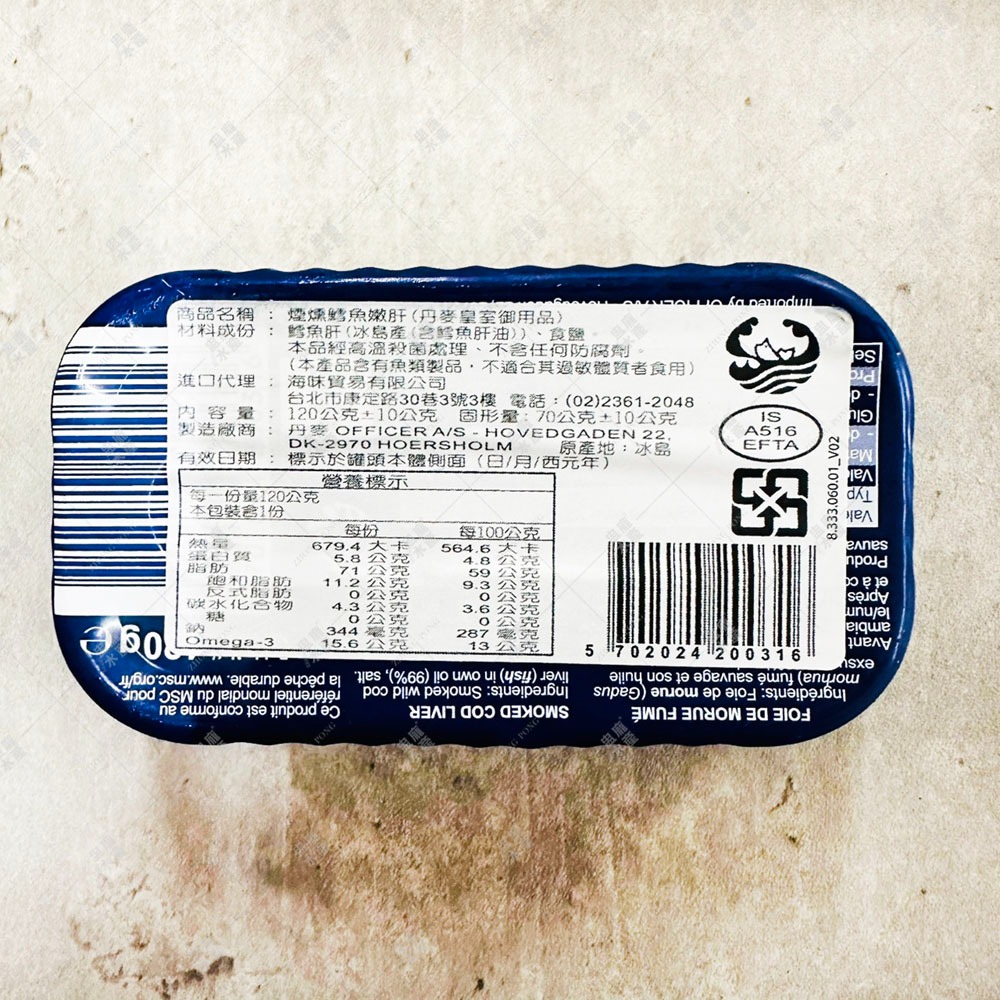 商品名稱 : 煙燻鱈魚嫩肝(丹麥皇室御用品)
材料成份 : 鱈魚肝(冰島產(含鱈魚肝油))、食鹽。
本品經高溫殺菌處理、不含任何防腐劑。
(本產品含有魚類製品，不適合其過敏體質者食用)
進口代理 : 海味貿易有限公司
台北市康定路30巷3號3樓 電話：(02)2361-2048
內容量 : 120公克±10公克 固形量:70公克±10公克
製造廠商 : 丹麥 OFFICER A/S - HOVEDGADEN 22,
DK-2970 HOERSHOLM 原產地：冰島
有效日期 : 標示於罐頭本體側面 (日/月/西元年)
營養標示
每一份量120公克
本包裝含1份
每份 每100公克
熱量 679.4 大卡 564.6 大卡
蛋白質 5.8 公克 4.8 公克
脂肪 71 公克 59 公克
飽和脂肪 11.2 公克 9.3 公克
反式脂肪 0 公克 0 公克
碳水化合物 4.3 公克 3.6 公克
糖 0 公克 0 公克
鈉 344 毫克 287 毫克
Omega-3 15.6 公克 13 公克
IS
A516
EFTA
8.333.060.01_V02
5 702024 200316
FOIE DE MORUE FUMÉ
Ingrédients: Foie de morue (Gadus
morhua) fumé sauvage et son huile
SMOKED COD LIVER
Ingredients: Smoked wild cod
liver (fish) in own oil (99%), salt.
Ce produit est conforme au
référentiel mondial du MSC pour
la pêche durable. www.msc.org/fr